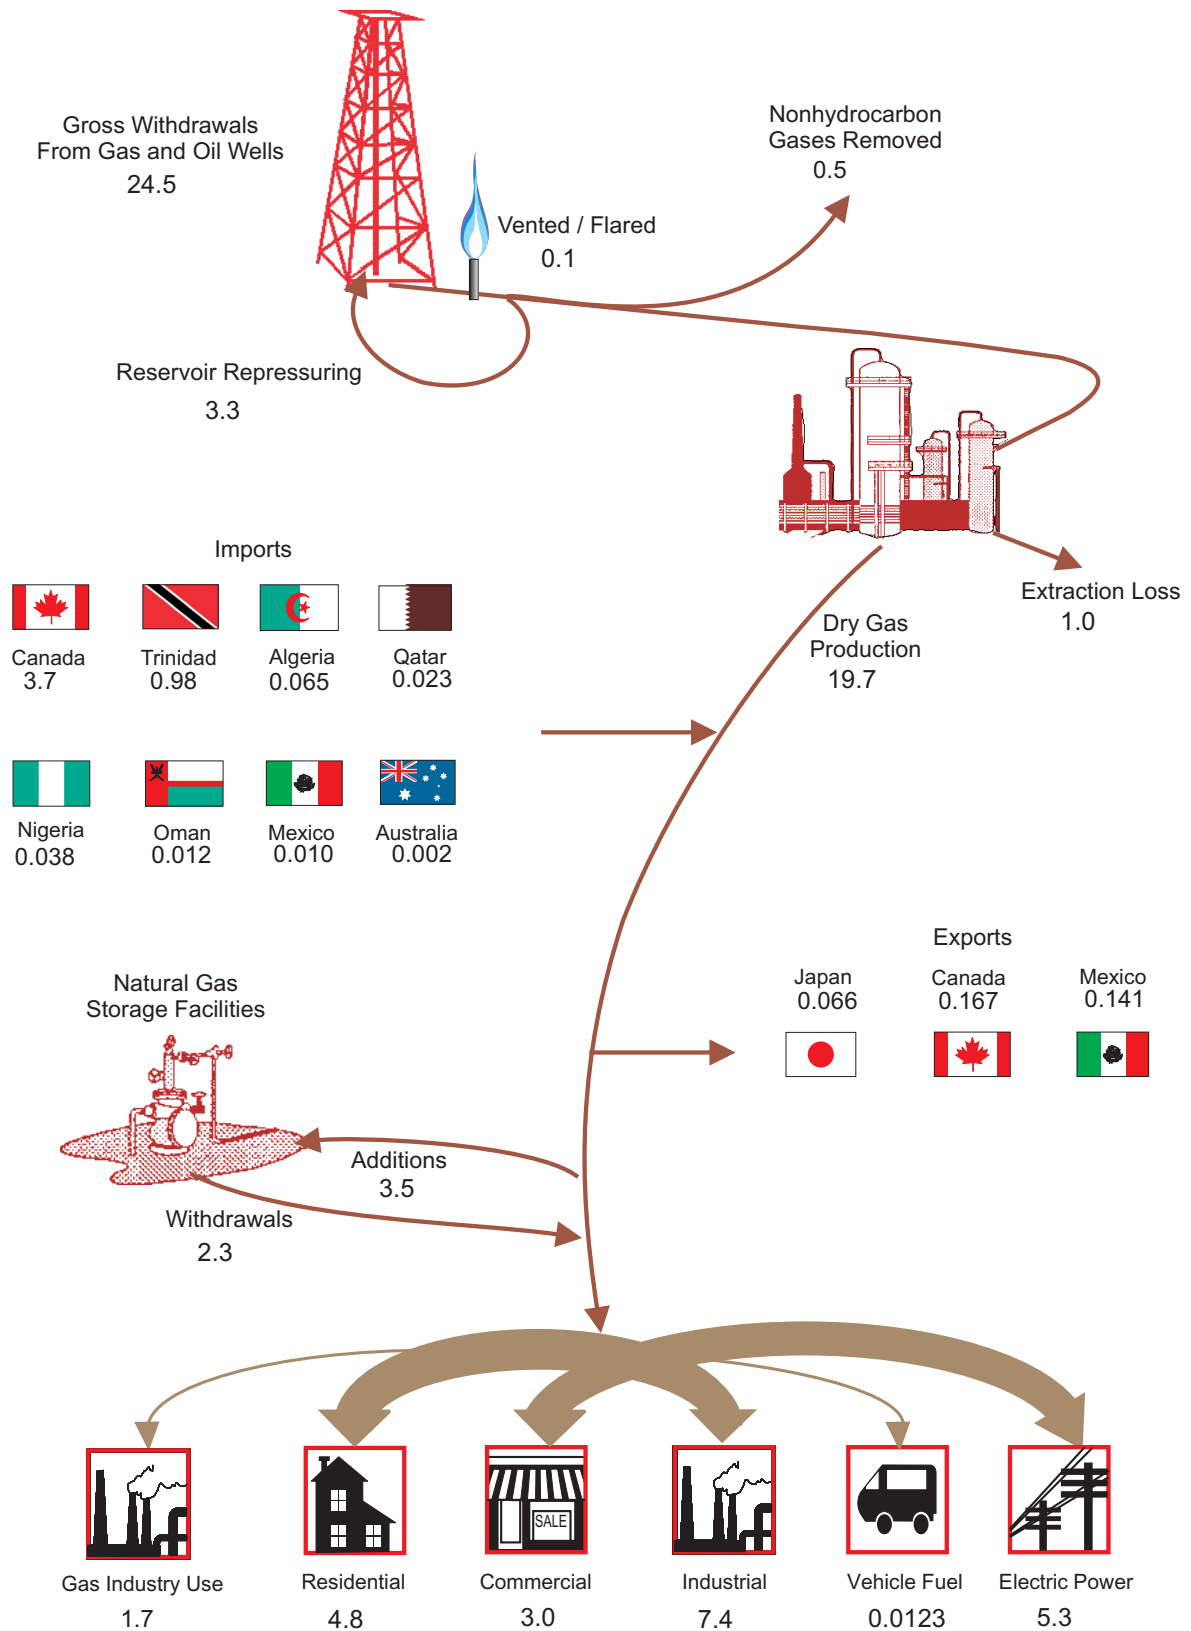 Gross Withdrawals
From Gas and Oil Wells
24.5
Nonhydrocarbon
Gases Removed
0.5
Vented / Flared
0.1
Reservoir Repressuring
3.3
Extraction Loss
1.0
Dry Gas
Production
19.7
Imports
Canada
3.7
Trinidad
0.98
Algeria
0.065
Qatar
0.023
Nigeria
0.038
Oman
0.012
Mexico
0.010
Australia
0.002
Exports
Japan
0.066
Canada
0.167
Mexico
0.141
Natural Gas
Storage Facilities
Additions
3.5
Withdrawals
2.3
SALE
Gas Industry Use
1.7
Residential
4.8
Commercial
3.0
Industrial
7.4
Vehicle Fuel
0.0123
Electric Power
5.3